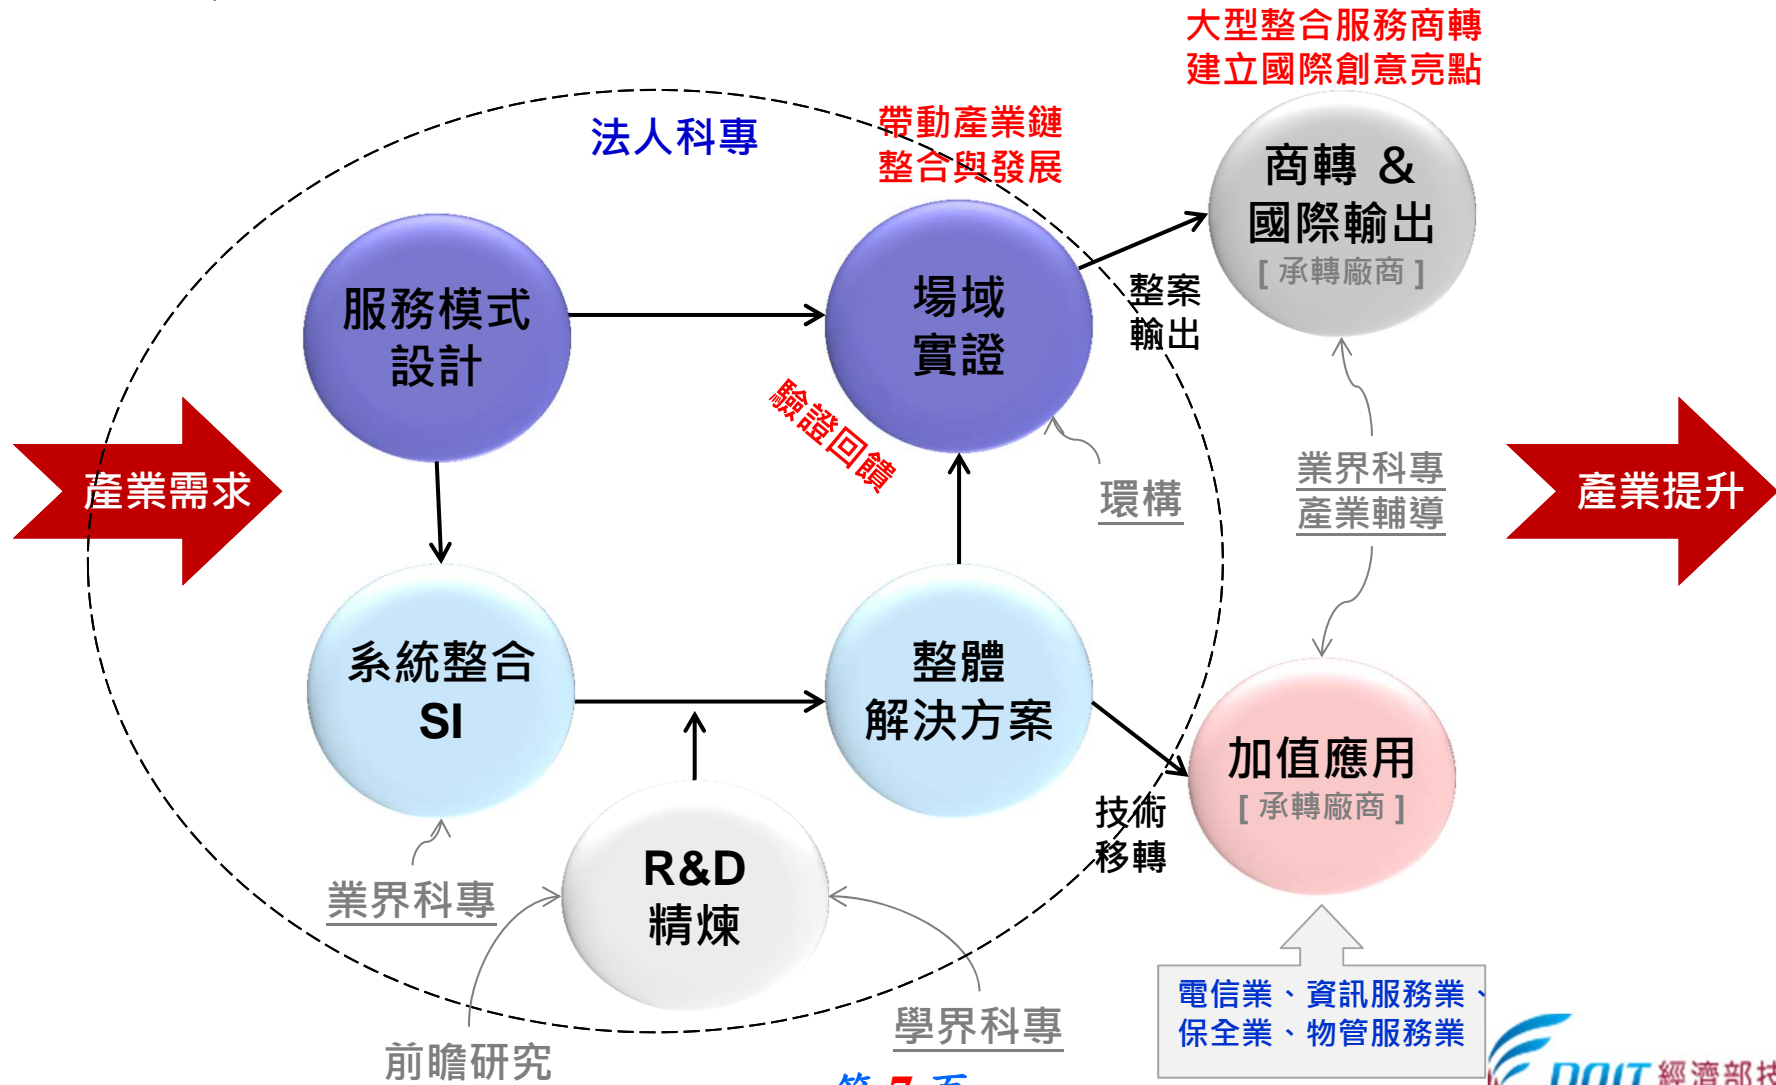 大型整合服務商轉
建立國際創意亮點
帶動產業鏈
整合與發展
法人科專
商轉 &
國際輸出
[ 承轉廠商 ]
服務模式
設計
場域
實證
整案
輸出
驗證回饋
產業需求
環構
業界科專
產業輔導
產業提升
系統整合
SI
整體
解決方案
加值應用
[ 承轉廠商 ]
技術
移轉
R&D
精煉
業界科專
前瞻研究
學界科專
電信業、資訊服務業、
保全業、物管服務業
第 7 頁
DOIT 經濟部技